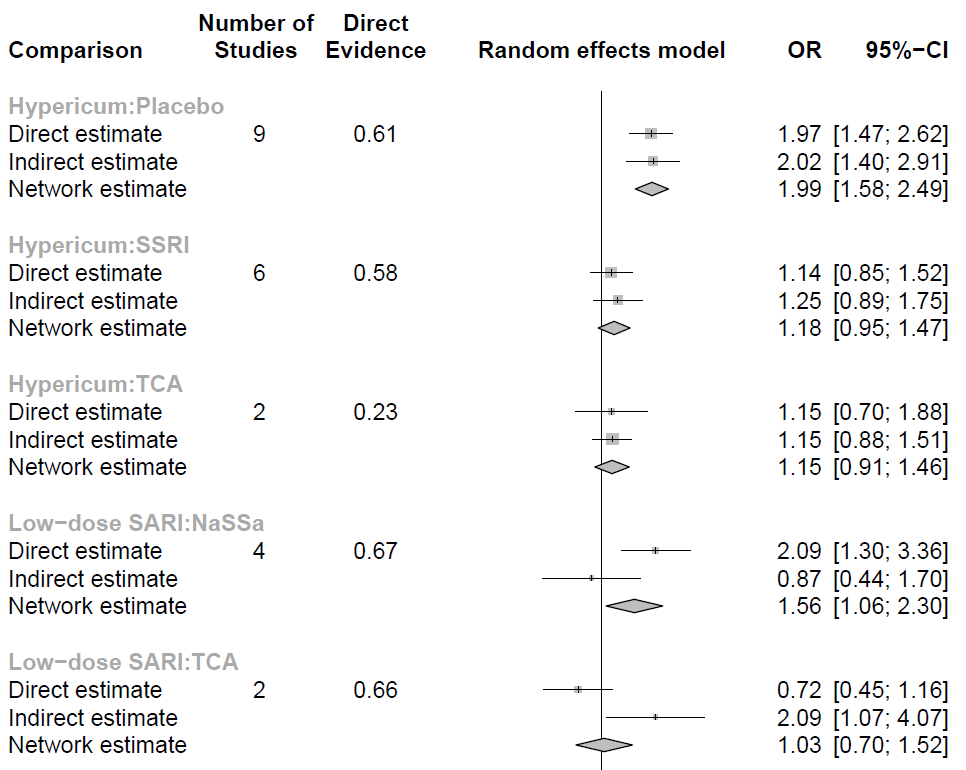 Number of Direct
Comparison Studies Evidence Random effects model OR 95%−CI
Hypericum:Placebo
Direct estimate 9 0.61 1.97 [1.47; 2.62]
Indirect estimate 2.02 [1.40; 2.91]
Network estimate 1.99 [1.58; 2.49]
Hypericum:SSRI
Direct estimate 6 0.58 1.14 [0.85; 1.52]
Indirect estimate 1.25 [0.89; 1.75]
Network estimate 1.18 [0.95; 1.47]
Hypericum:TCA
Direct estimate 2 0.23 1.15 [0.70; 1.88]
Indirect estimate 1.15 [0.88; 1.51]
Network estimate 1.15 [0.91; 1.46]
Low−dose SARI:NaSSa
Direct estimate 4 0.67 2.09 [1.30; 3.36]
Indirect estimate 0.87 [0.44; 1.70]
Network estimate 1.56 [1.06; 2.30]
Low−dose SARI:TCA
Direct estimate 2 0.66 0.72 [0.45; 1.16]
Indirect estimate 2.09 [1.07; 4.07]
Network estimate 1.03 [0.70; 1.52]